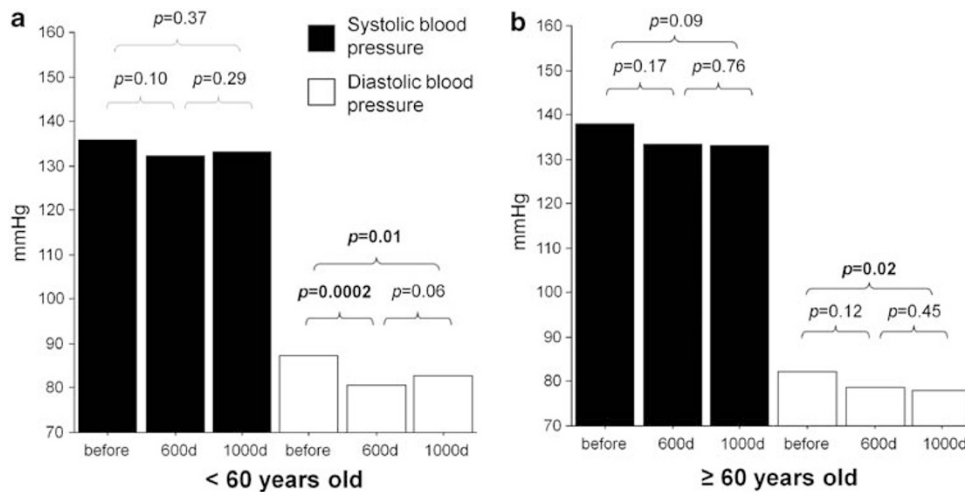 a
p=0.37
p=0.10 p=0.29
Systolic blood
pressure
Diastolic blood
pressure
160
150
140
130
120
110
100
90
80
70
mmHg
p=0.01
p=0.0002 p=0.06
before 600d 1000d before 600d 1000d
< 60 years old
b
p=0.09
p=0.17 p=0.76
160
150
140
130
120
110
100
90
80
70
mmHg
p=0.02
p=0.12 p=0.45
before 600d 1000d before 600d 1000d
≥ 60 years old